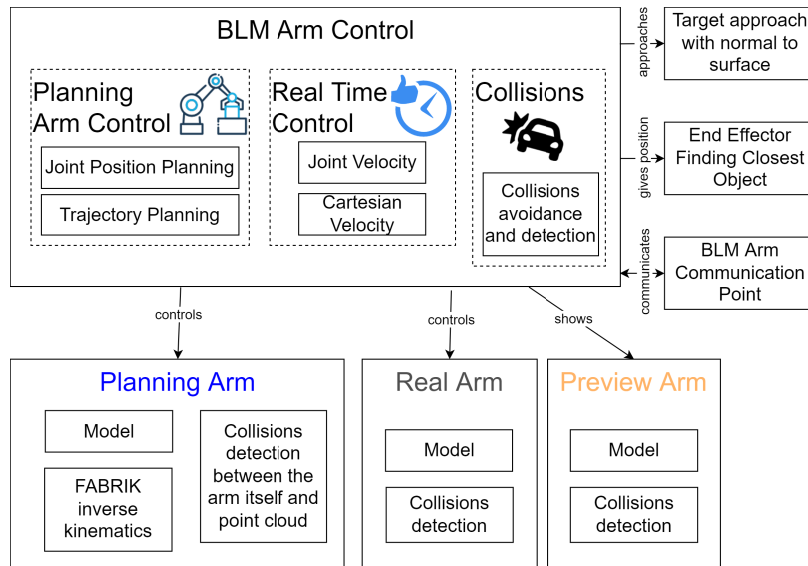 BLM Arm Control
Planning
Arm Control
Joint Position Planning
Trajectory Planning
Real Time
Control
Joint Velocity
Cartesian
Velocity
Collisions
Collisions
avoidance
and detection
approaches
Target approach
with normal to
surface
gives position
End Effector
Finding Closest
Object
communicates
BLM Arm
Communication
Point
controls
controls
shows
Planning Arm
Model
FABRIK
inverse
kinematics
Collisions
detection
between the
arm itself and
point cloud
Real Arm
Model
Collisions
detection
Preview Arm
Model
Collisions
detection